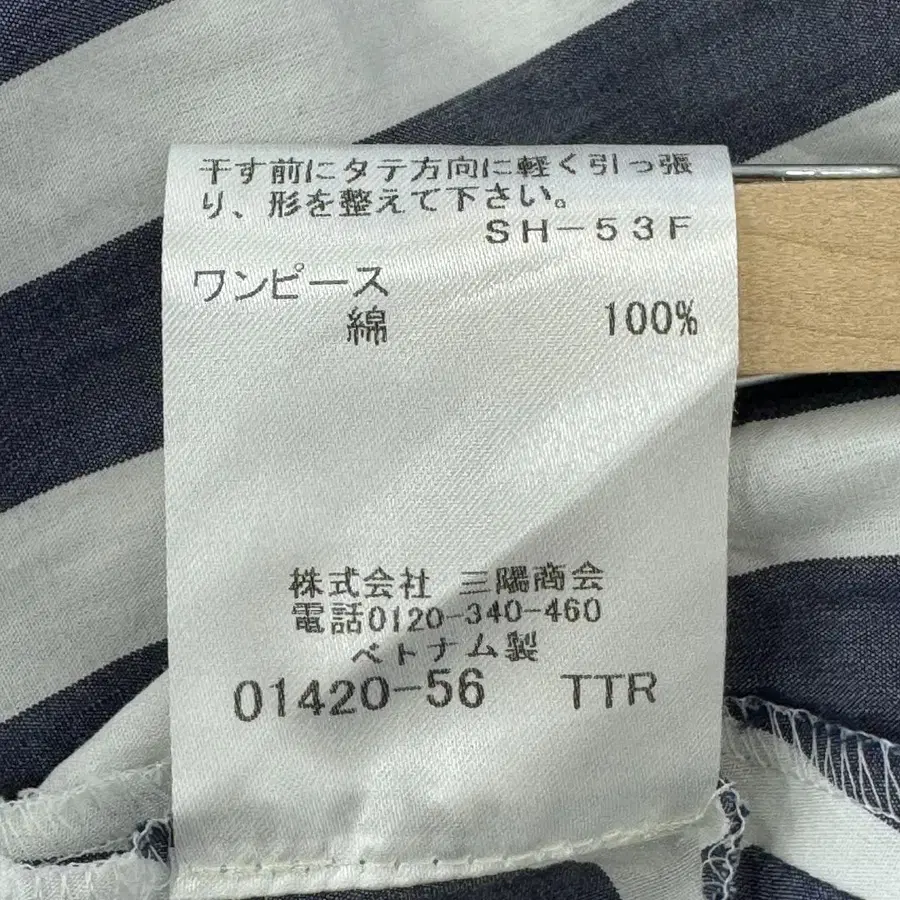 干す前にタテ方向に軽く引っ張
り、形を整えて下さい。
ＳＨ－５３Ｆ
ワンピース
綿 100%
株式会社 三陽商会
電話0120-340-460
ベトナム製
01420-56 TTR